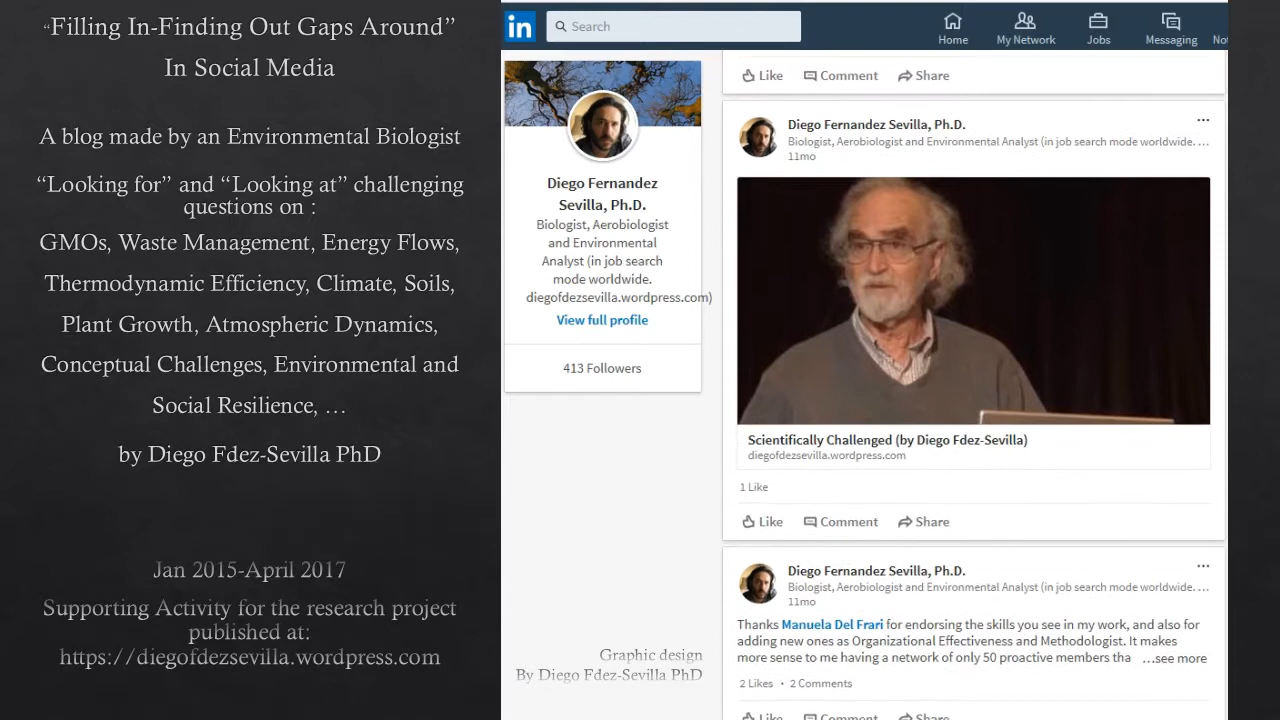 “Filling In-Finding Out Gaps Around”
In Social Media
A blog made by an Environmental Biologist
“Looking for” and “Looking at” challenging
questions on :
GMOs, Waste Management, Energy Flows,
Thermodynamic Efficiency, Climate, Soils,
Plant Growth, Atmospheric Dynamics,
Conceptual Challenges, Environmental and
Social Resilience, …
by Diego Fdez-Sevilla PhD
Jan 2015-April 2017
Supporting Activity for the research project
published at:
https://diegofdezsevilla.wordpress.com
in
Search
Home
My Network
Jobs
Messaging
Not
Diego Fernandez
Sevilla, Ph.D.
Biologist, Aerobiologist
and Environmental
Analyst (in job search
mode worldwide.
diegofdezsevilla.wordpress.com)
View full profile
413 Followers
Graphic design
By Diego Fdez-Sevilla PhD
Like Comment Share
Diego Fernandez Sevilla, Ph.D.
...
Biologist, Aerobiologist and Environmental Analyst (in job search mode worldwide. ...
11mo
Scientifically Challenged (by Diego Fdez-Sevilla)
diegofdezsevilla.wordpress.com
1 Like
Like Comment Share
Diego Fernandez Sevilla, Ph.D.
...
Biologist, Aerobiologist and Environmental Analyst (in job search mode worldwide. ...
11mo
Thanks Manuela Del Frari for endorsing the skills you see in my work, and also for
adding new ones as Organizational Effectiveness and Methodologist. It makes
more sense to me having a network of only 50 proactive members tha ...see more
2 Likes • 2 Comments
Like Comment Share